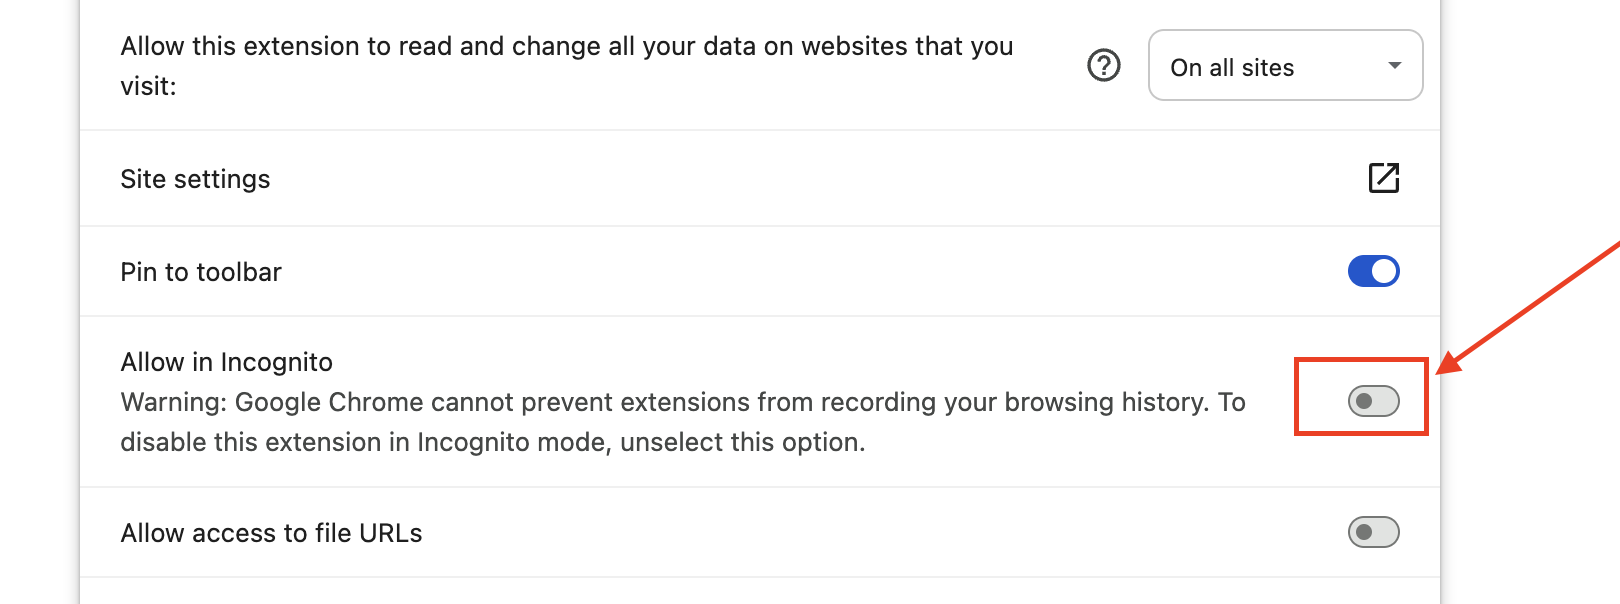 Allow this extension to read and change all your data on websites that you
visit:
On all sites
Site settings
Pin to toolbar
Allow in Incognito
Warning: Google Chrome cannot prevent extensions from recording your browsing history. To
disable this extension in Incognito mode, unselect this option.
Allow access to file URLs